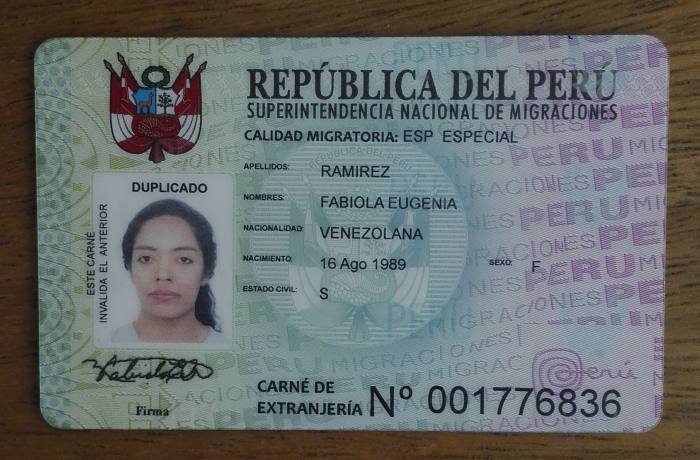 REPÚBLICA DEL PERÚ
SUPERINTENDENCIA NACIONAL DE MIGRACIONES
CALIDAD MIGRATORIA: ESP ESPECIAL
APELLIDOS: RAMIREZ
NOMBRES: FABIOLA EUGENIA
NACIONALIDAD: VENEZOLANA
NACIMIENTO: 16 Ago 1989 SEXO: F
ESTADO CIVIL: S
DUPLICADO
ESTE CARNÉ
INVALIDA EL ANTERIOR
Firma
CARNÉ DE
EXTRANJERÍA Nº 001776836
Perú